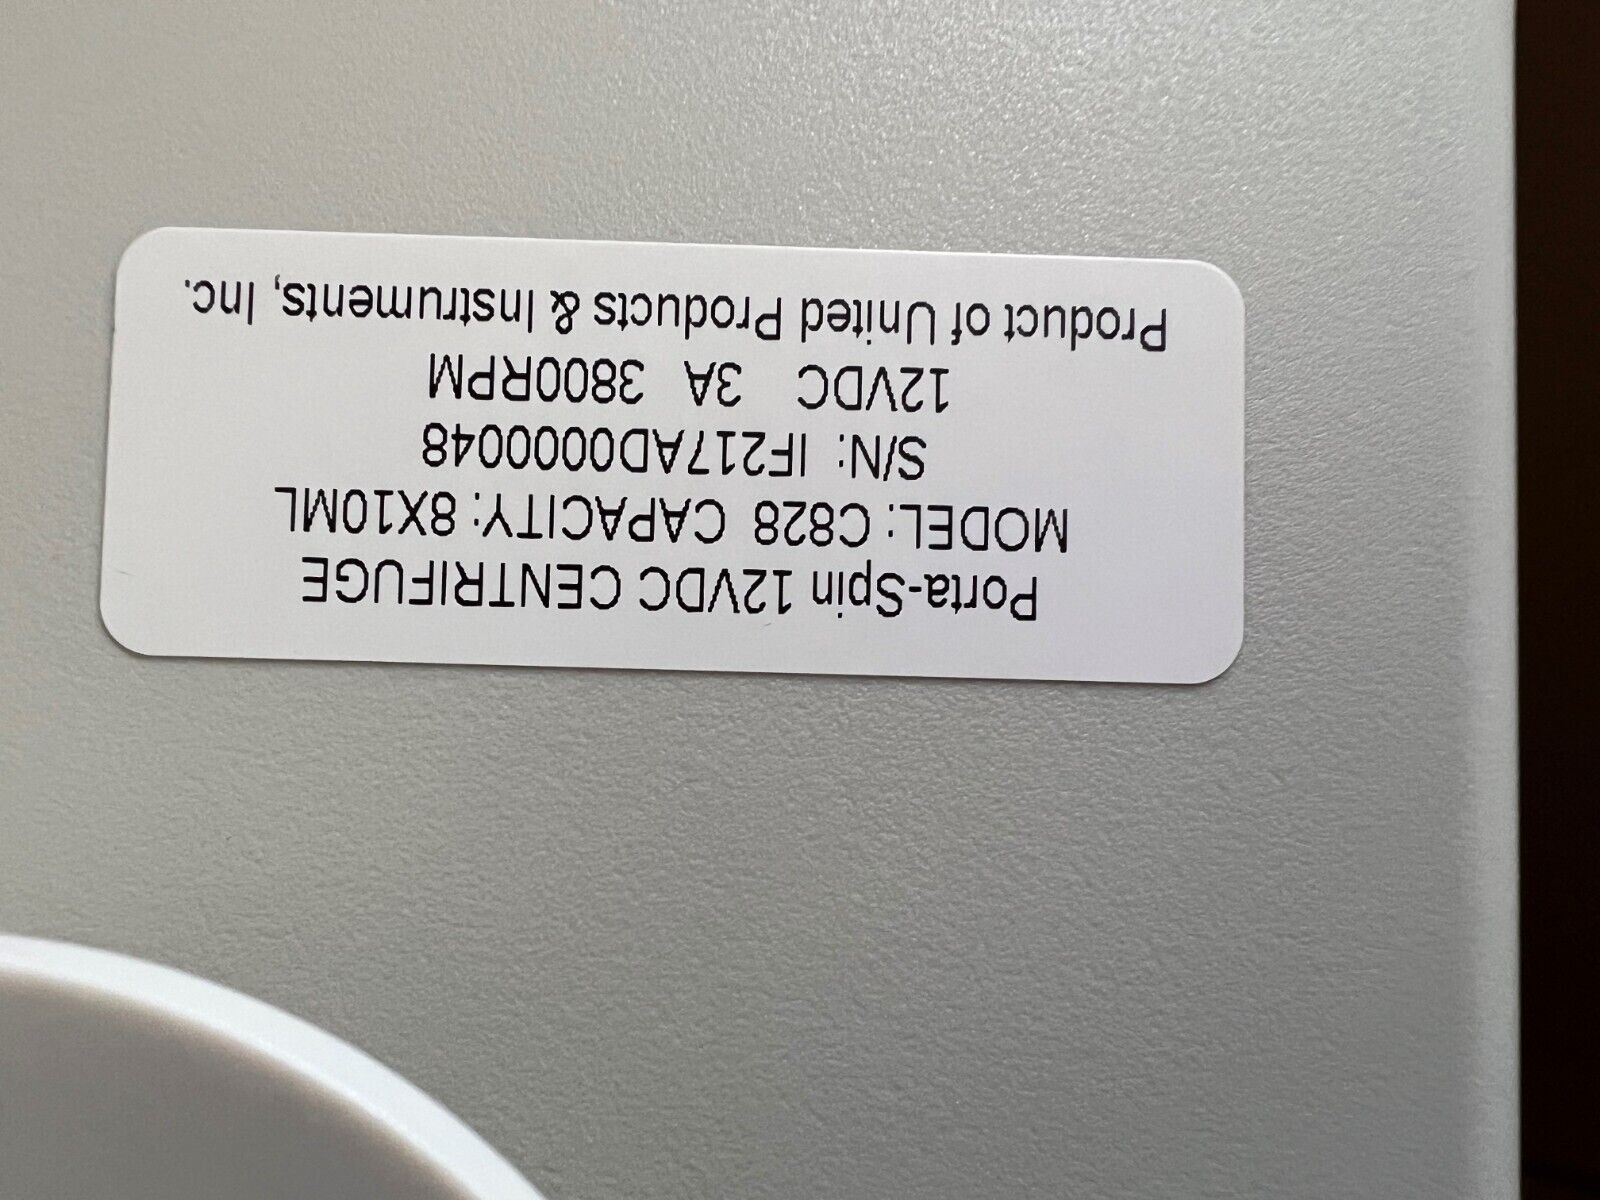 Porta-Spin 12VDC CENTRIFUGE
MODEL: C828 CAPACITY: 8X10ML
S/N: IF217AD0000048
12VDC 3A 3800RPM
Product of United Products & Instruments, Inc.